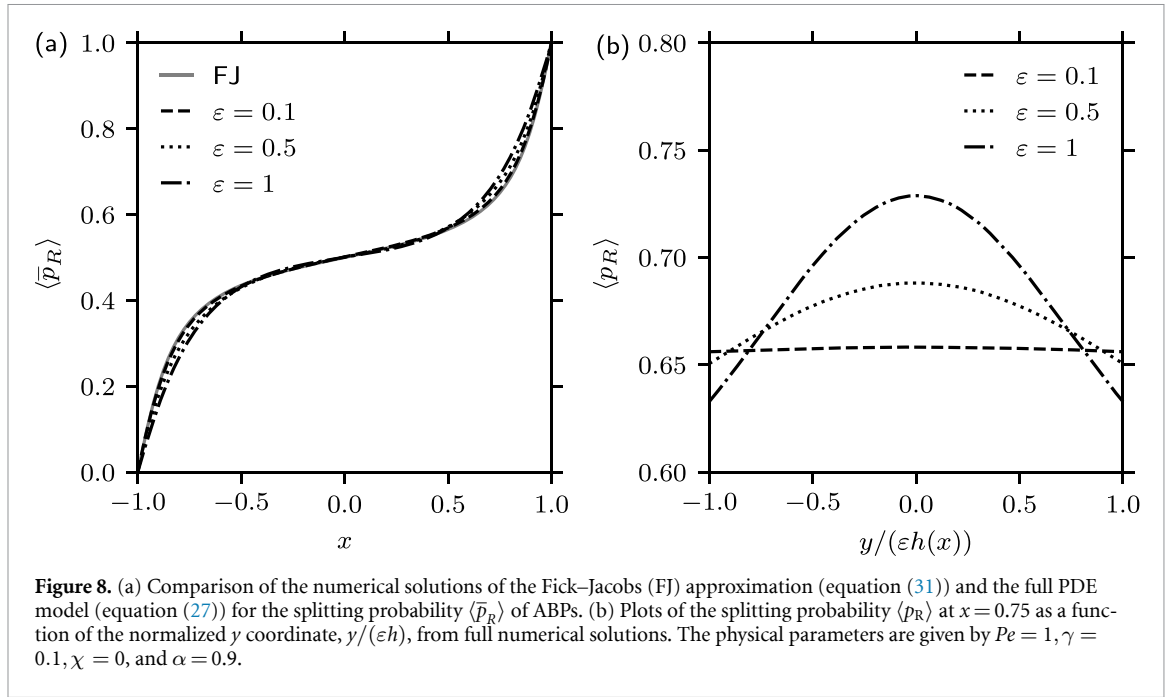 (a)
1.0
0.8
0.6
0.4
0.2
0.0
⟨p̅_R⟩
FJ
ε = 0.1
ε = 0.5
ε = 1
−1.0 −0.5 0.0 0.5 1.0
x
(b)
0.80
0.75
0.70
0.65
0.60
⟨p_R⟩
ε = 0.1
ε = 0.5
ε = 1
−1.0 −0.5 0.0 0.5 1.0
y/(εh(x))
Figure 8. (a) Comparison of the numerical solutions of the Fick–Jacobs (FJ) approximation (equation (31)) and the full PDE
model (equation (27)) for the splitting probability ⟨p̅_R⟩ of ABPs. (b) Plots of the splitting probability ⟨p_R⟩ at x = 0.75 as a func-
tion of the normalized y coordinate, y/(εh), from full numerical solutions. The physical parameters are given by Pe = 1, γ =
0.1, χ = 0, and α = 0.9.